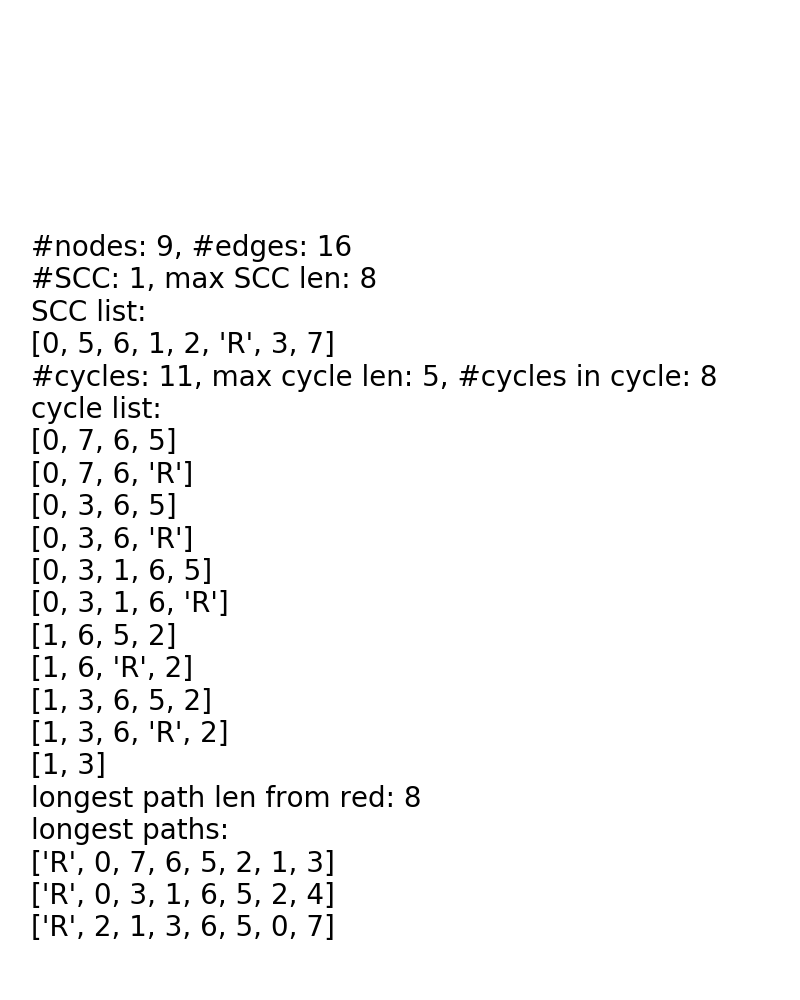 #nodes: 9, #edges: 16
#SCC: 1, max SCC len: 8
SCC list:
[0, 5, 6, 1, 2, 'R', 3, 7]
#cycles: 11, max cycle len: 5, #cycles in cycle: 8
cycle list:
[0, 7, 6, 5]
[0, 7, 6, 'R']
[0, 3, 6, 5]
[0, 3, 6, 'R']
[0, 3, 1, 6, 5]
[0, 3, 1, 6, 'R']
[1, 6, 5, 2]
[1, 6, 'R', 2]
[1, 3, 6, 5, 2]
[1, 3, 6, 'R', 2]
[1, 3]
longest path len from red: 8
longest paths:
['R', 0, 7, 6, 5, 2, 1, 3]
['R', 0, 3, 1, 6, 5, 2, 4]
['R', 2, 1, 3, 6, 5, 0, 7]